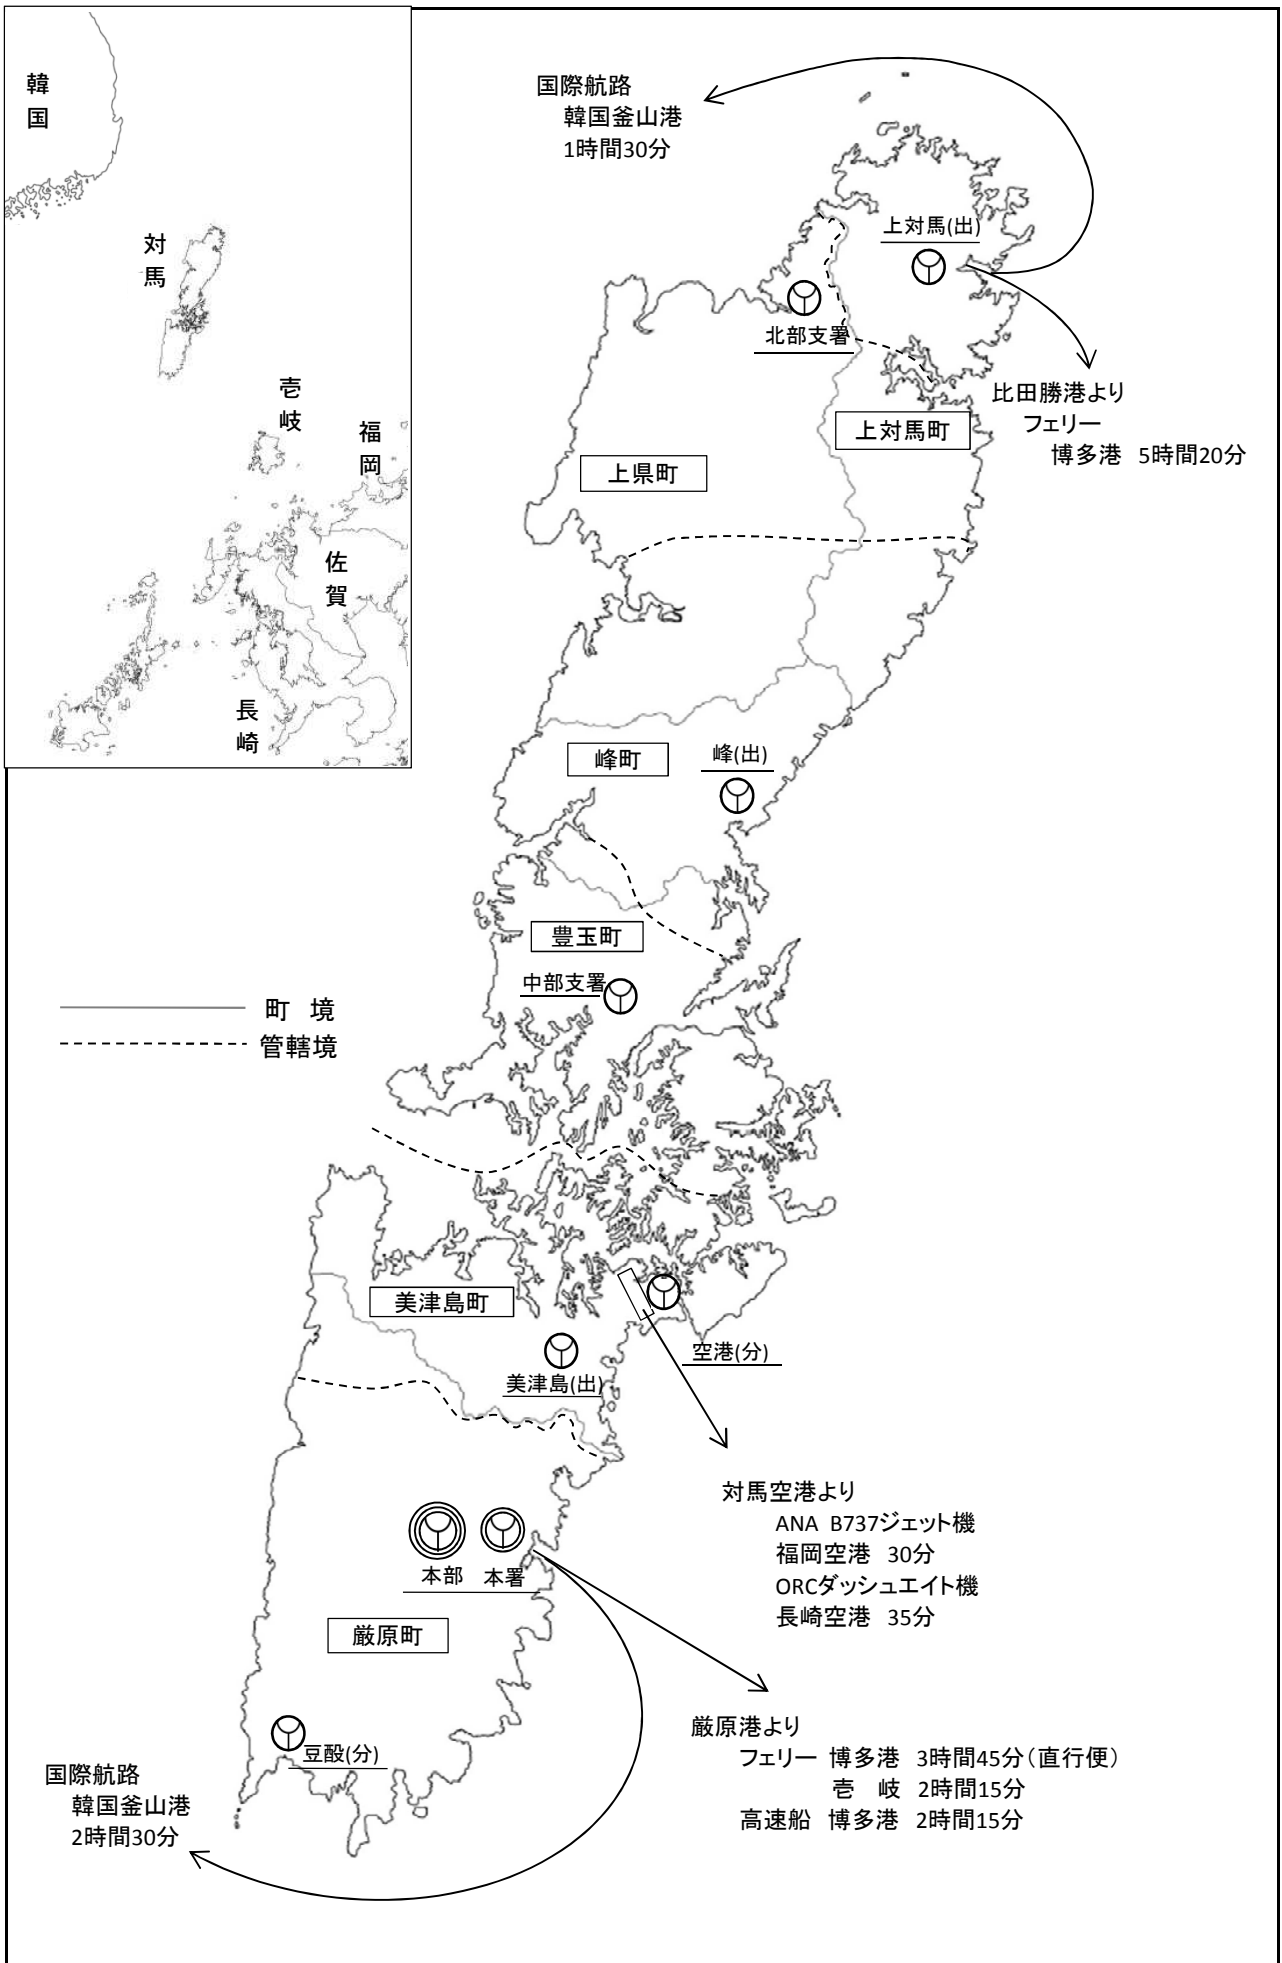 韓国
対馬
壱岐
福岡
佐賀
長崎
国際航路
韓国釜山港
1時間30分
上対馬(出)
北部支署
比田勝港より
フェリー
博多港 5時間20分
上対馬町
上県町
峰町
峰(出)
豊玉町
中部支署
町 境
管轄境
美津島町
空港(分)
美津島(出)
対馬空港より
ANA B737ジェット機
福岡空港 30分
ORCダッシュエイト機
長崎空港 35分
本部 本署
厳原町
厳原港より
フェリー 博多港 3時間45分(直行便)
壱 岐 2時間15分
高速船 博多港 2時間15分
豆酘(分)
国際航路
韓国釜山港
2時間30分